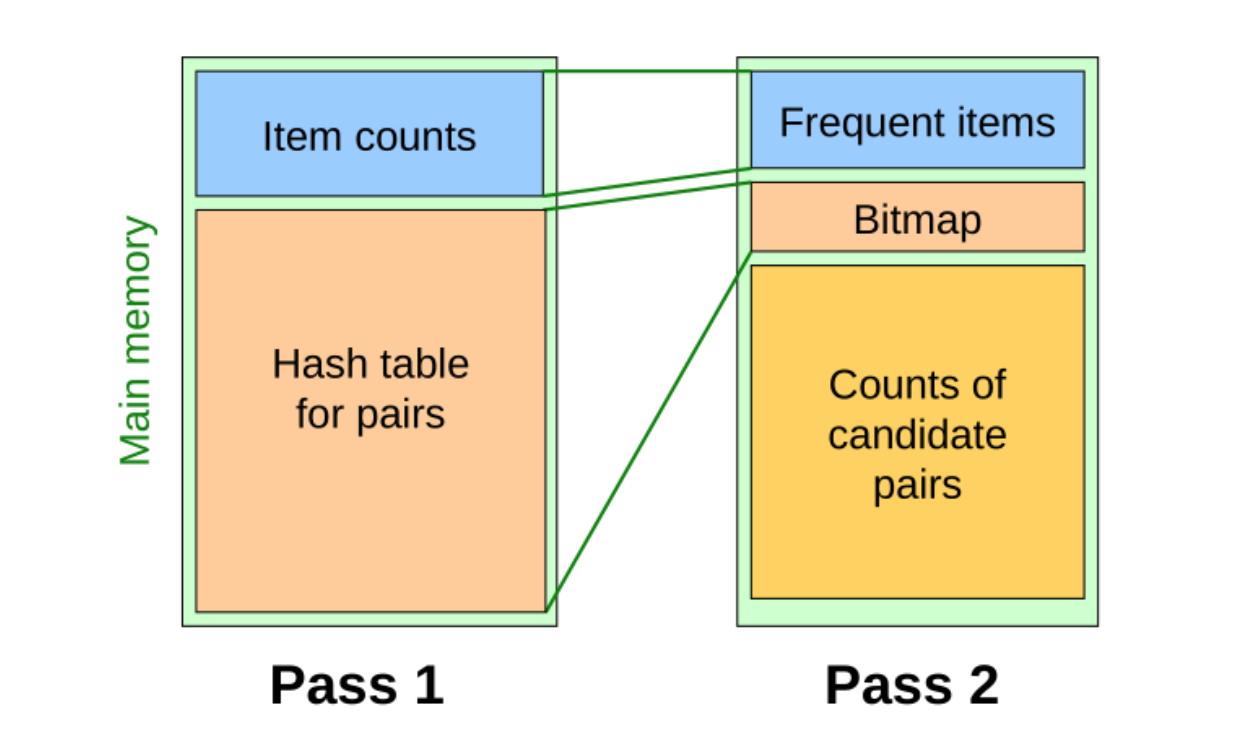 Main memory
Item counts
Hash table
for pairs
Pass 1
Frequent items
Bitmap
Counts of
candidate
pairs
Pass 2